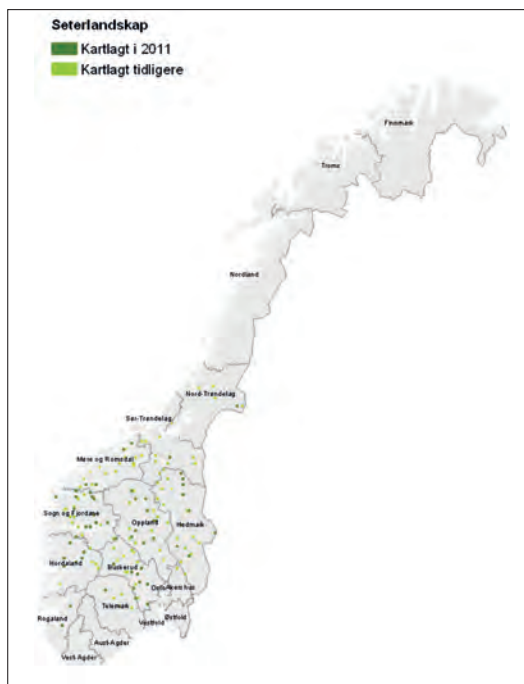 Seterlandskap
Kartlagt i 2011
Kartlagt tidligere
Finnmark
Troms
Nordland
Nord-Trøndelag
Sør-Trøndelag
Møre og Romsdal
Sogn og Fjordane
Oppland
Hedmark
Hordaland
Buskerud
Oslo
Akershus
Telemark
Rogaland
Vestfold
Østfold
Aust-Agder
Vest-Agder